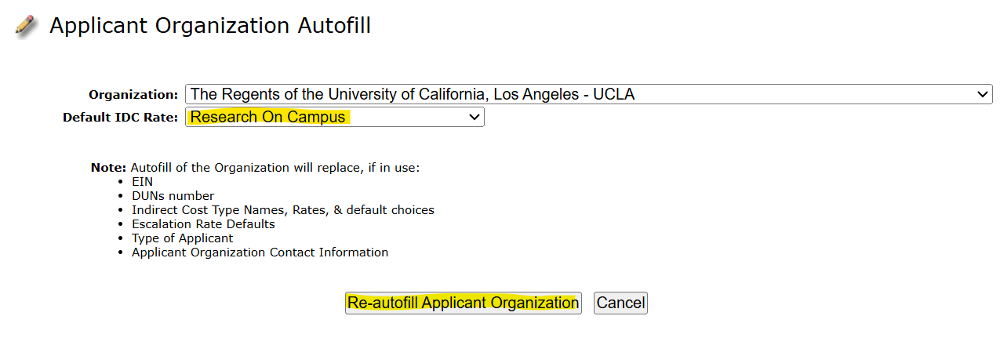 Applicant Organization Autofill
Organization: The Regents of the University of California, Los Angeles - UCLA
Default IDC Rate: Research On Campus
Note: Autofill of the Organization will replace, if in use:
• EIN
• DUNs number
• Indirect Cost Type Names, Rates, & default choices
• Escalation Rate Defaults
• Type of Applicant
• Applicant Organization Contact Information
Re-autofill Applicant Organization Cancel